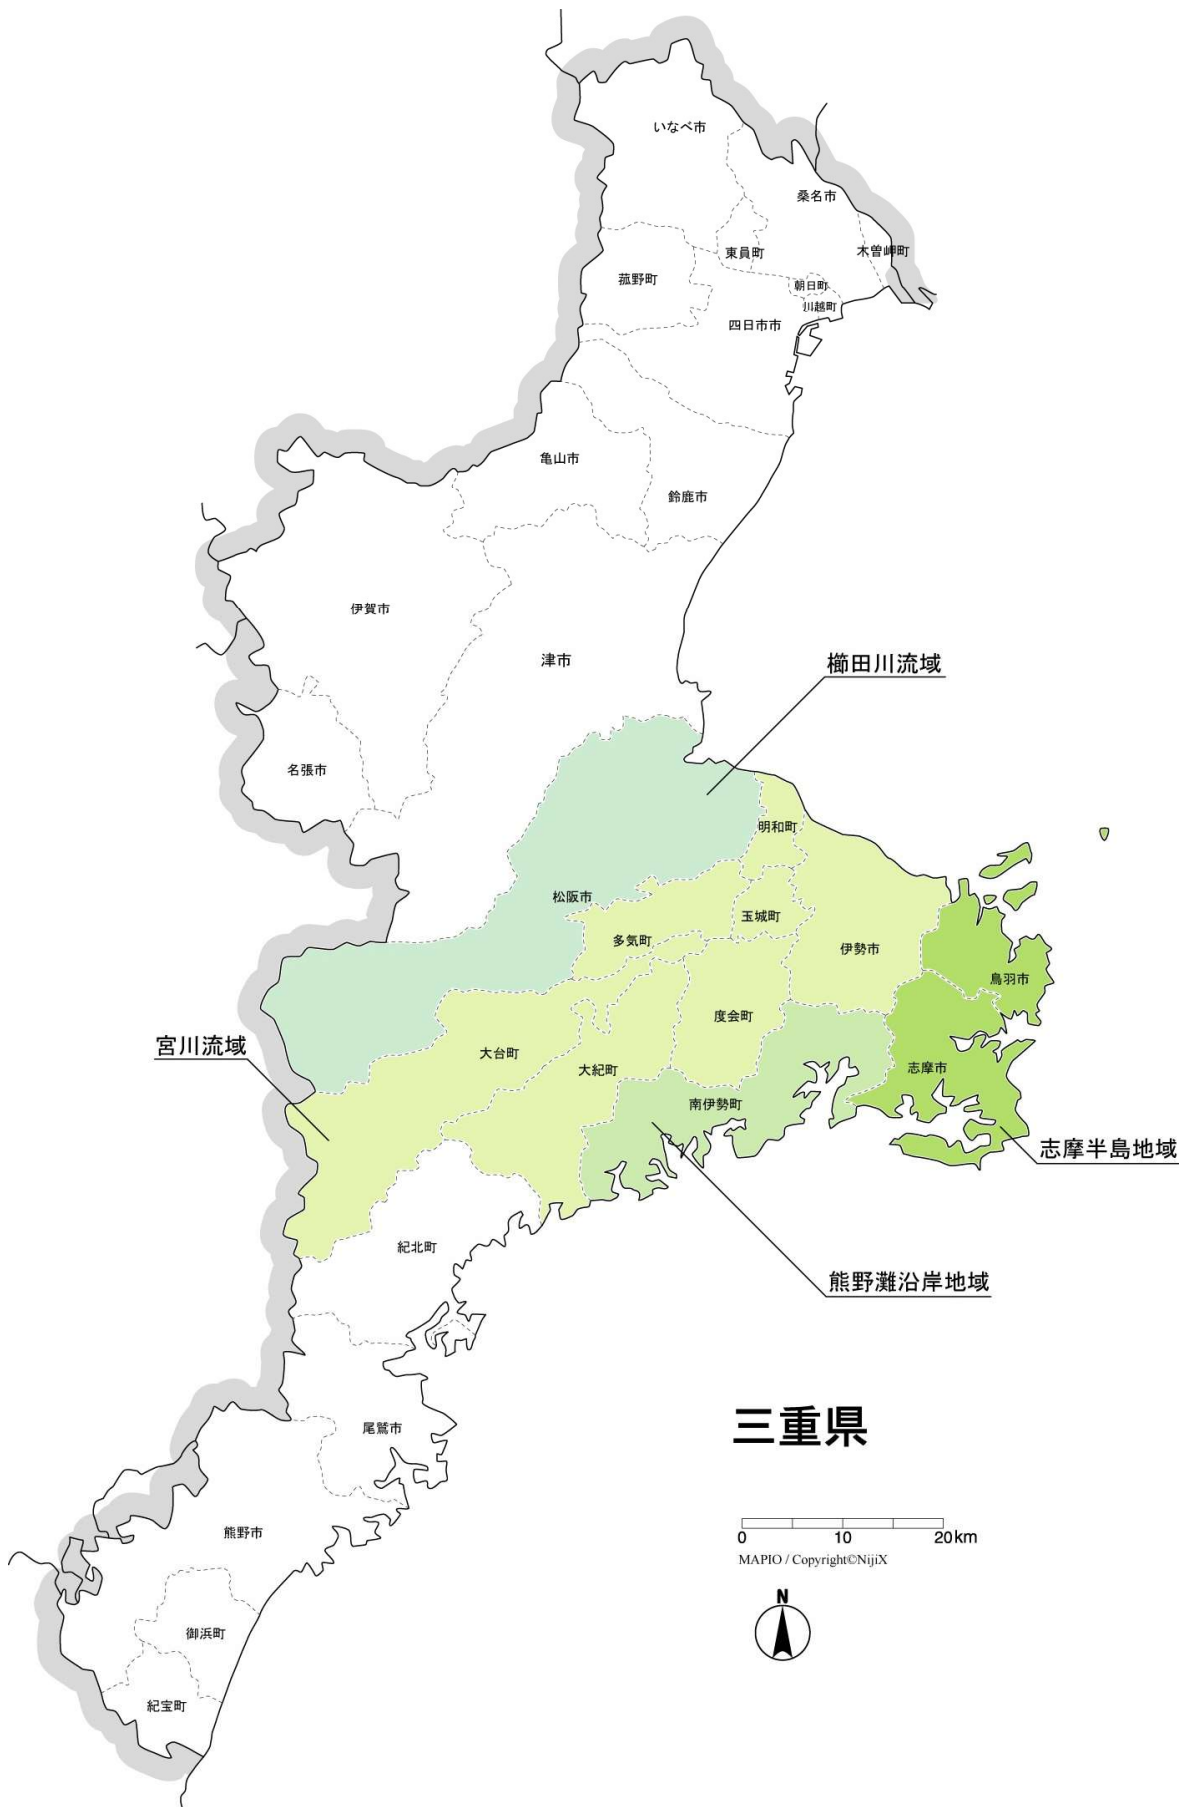 いなべ市
桑名市
東員町
木曽岬町
菰野町
朝日町
川越町
四日市市
亀山市
鈴鹿市
伊賀市
津市
櫛田川流域
名張市
明和町
松阪市
玉城町
多気町
伊勢市
鳥羽市
度会町
宮川流域
大台町
大紀町
志摩市
南伊勢町
志摩半島地域
紀北町
熊野灘沿岸地域
三重県
尾鷲市
熊野市
0 10 20km
MAPIO / Copyright©NijiX
N
御浜町
紀宝町